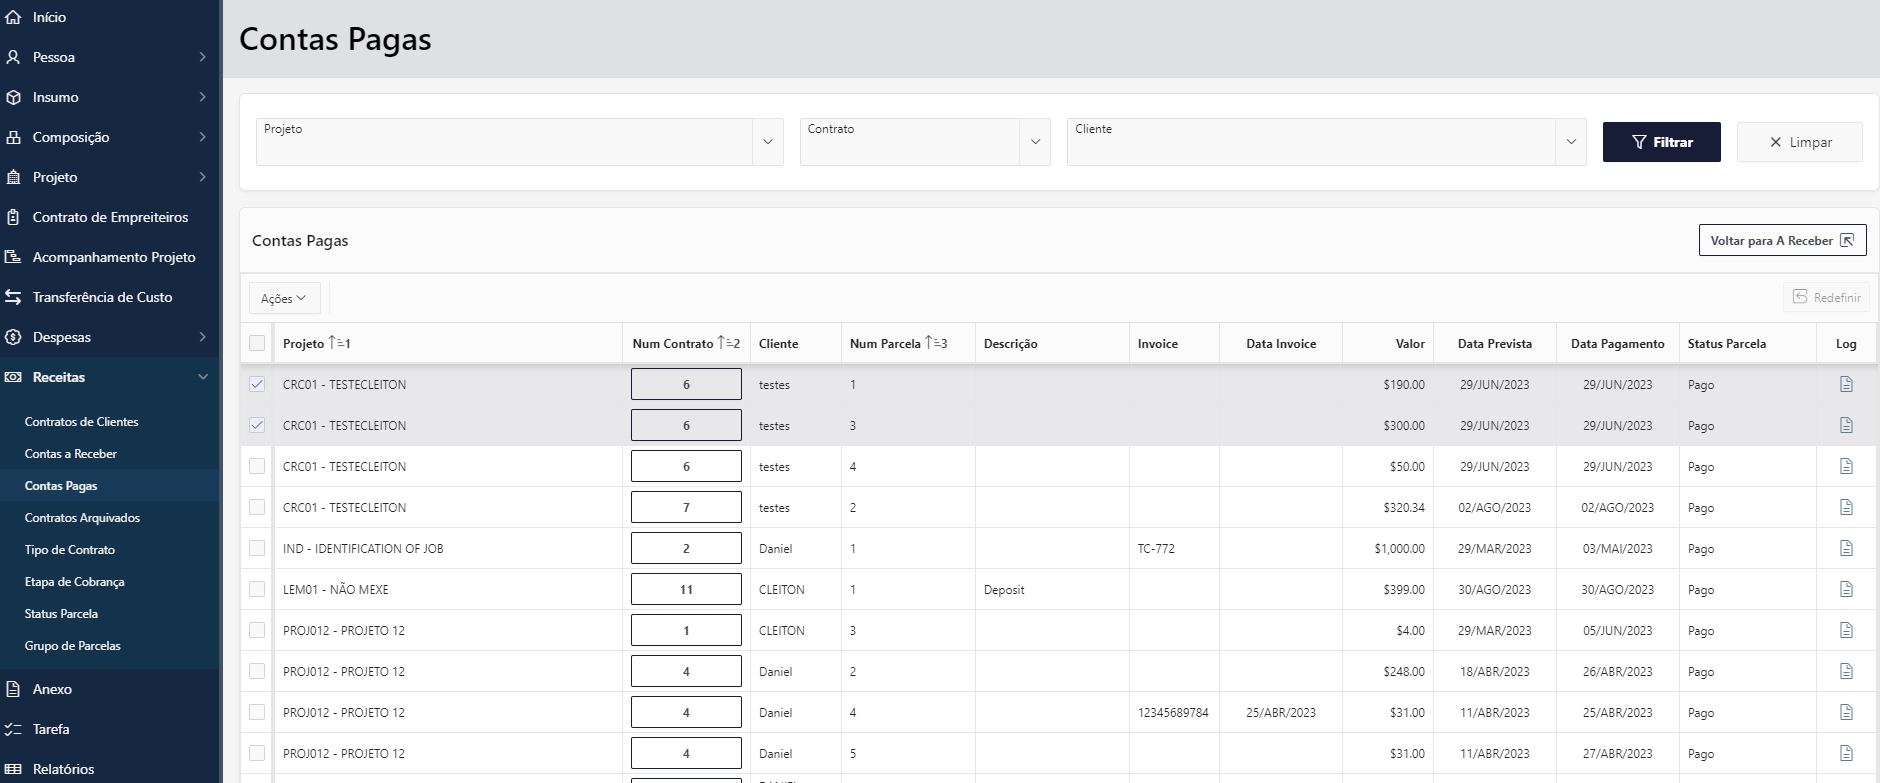 Início
Pessoa
Insumo
Composição
Projeto
Contrato de Empreiteiros
Acompanhamento Projeto
Transferência de Custo
Despesas
Receitas
Contratos de Clientes
Contas a Receber
Contas Pagas
Contratos Arquivados
Tipo de Contrato
Etapa de Cobrança
Status Parcela
Grupo de Parcelas
Anexo
Tarefa
Relatórios
Contas Pagas
Projeto Contrato Cliente Filtrar Limpar
Contas Pagas Voltar para A Receber
Ações Redefinir
Projeto 1 Num Contrato 2 Cliente Num Parcela 3 Descrição Invoice Data Invoice Valor Data Prevista Data Pagamento Status Parcela Log
CRC01 - TESTECLEITON 6 testes 1 $190.00 29/JUN/2023 29/JUN/2023 Pago
CRC01 - TESTECLEITON 6 testes 3 $300.00 29/JUN/2023 29/JUN/2023 Pago
CRC01 - TESTECLEITON 6 testes 4 $50.00 29/JUN/2023 29/JUN/2023 Pago
CRC01 - TESTECLEITON 7 testes 2 $320.34 02/AGO/2023 02/AGO/2023 Pago
IND - IDENTIFICATION OF JOB 2 Daniel 1 TC-772 $1,000.00 29/MAR/2023 03/MAI/2023 Pago
LEM01 - NÃO MEXE 11 CLEITON 1 Deposit $399.00 30/AGO/2023 30/AGO/2023 Pago
PROJ012 - PROJETO 12 1 CLEITON 3 $4.00 29/MAR/2023 05/JUN/2023 Pago
PROJ012 - PROJETO 12 4 Daniel 2 $248.00 18/ABR/2023 26/ABR/2023 Pago
PROJ012 - PROJETO 12 4 Daniel 4 12345689784 25/ABR/2023 $31.00 11/ABR/2023 25/ABR/2023 Pago
PROJ012 - PROJETO 12 4 Daniel 5 $31.00 11/ABR/2023 27/ABR/2023 Pago